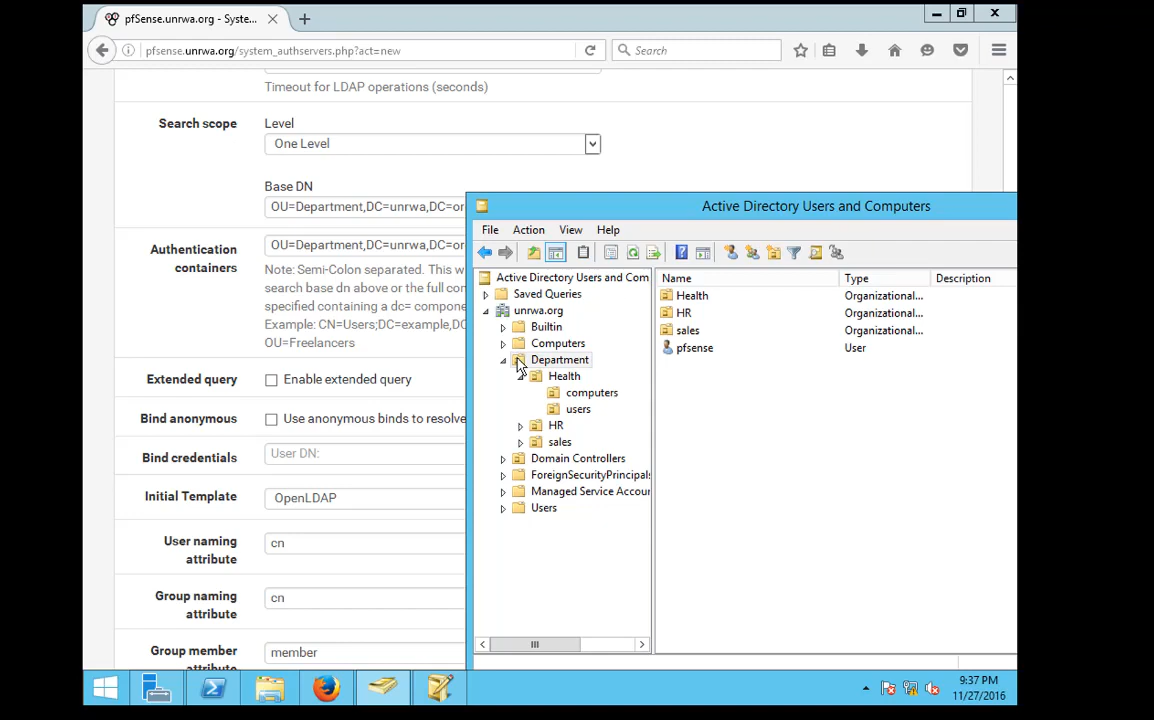 pfSense.unrwa.org - Syste...
pfsense.unrwa.org/system_authservers.php?act=new
Search
Timeout for LDAP operations (seconds)
Search scope
Level
One Level
Base DN
OU=Department,DC=unrwa,DC=or
Authentication
containers
OU=Department,DC=unrwa,DC=or
Note: Semi-Colon separated. This w
search base dn above or the full con
specified containing a dc= compone
Example: CN=Users;DC=example,DC
OU=Freelancers
Extended query
Enable extended query
Bind anonymous
Use anonymous binds to resolve
Bind credentials
User DN:
Initial Template
OpenLDAP
User naming
attribute
cn
Group naming
attribute
cn
Group member
attribute
member
Active Directory Users and Computers
File Action View Help
Active Directory Users and Com
Saved Queries
unrwa.org
Builtin
Computers
Department
Health
computers
users
HR
sales
Domain Controllers
ForeignSecurityPrincipals
Managed Service Accour
Users
Name Type Description
Health Organizational...
HR Organizational...
sales Organizational...
pfsense User
9:37 PM
11/27/2016